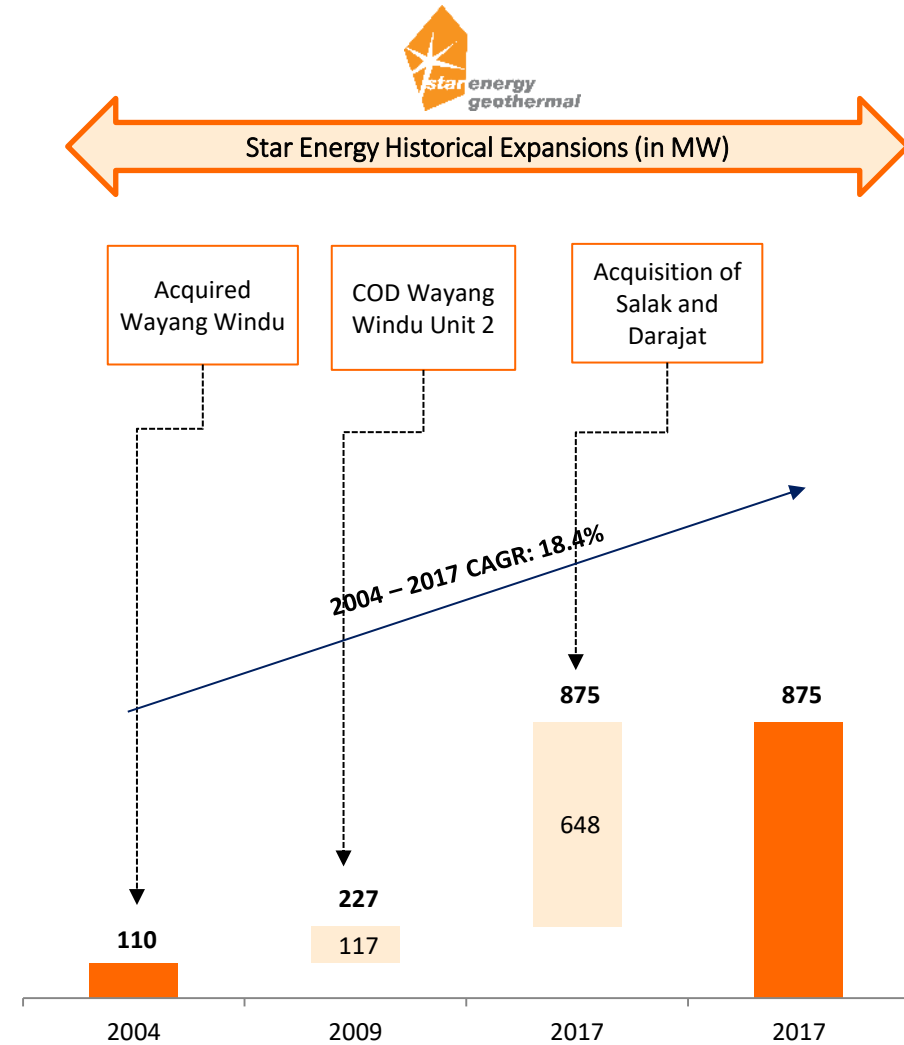 star energy
geothermal
Star Energy Historical Expansions (in MW)
Acquired
Wayang Windu
COD Wayang
Windu Unit 2
Acquisition of
Salak and
Darajat
2004 – 2017 CAGR: 18.4%
875
875
648
227
117
110
2004
2009
2017
2017